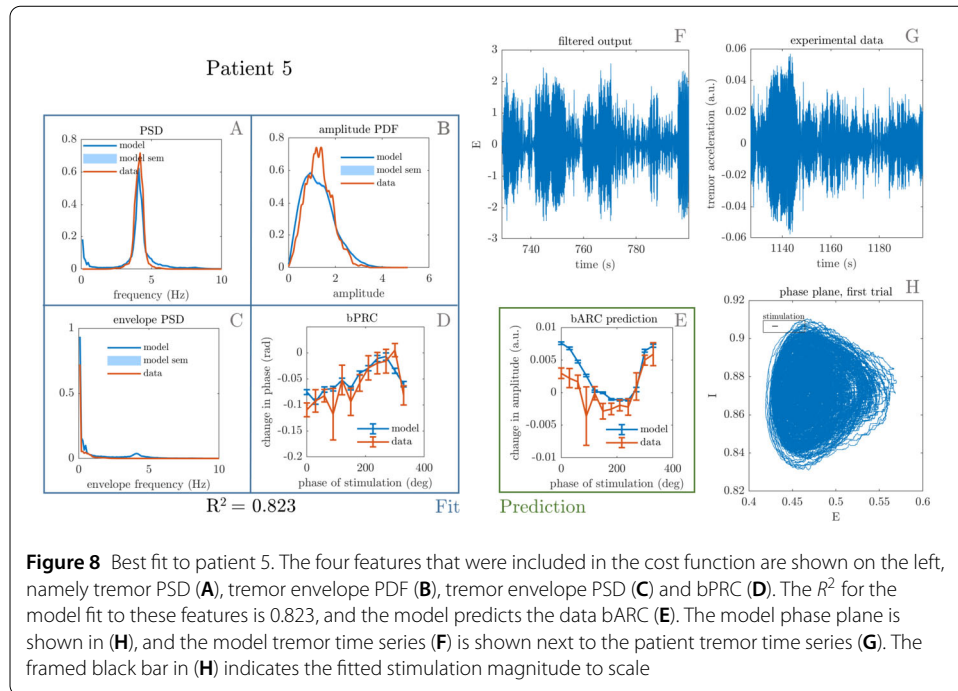 Patient 5
PSD
A
0.8
0.6
0.4
0.2
0
model
model sem
data
0
5
10
frequency (Hz)
amplitude PDF
B
0.8
0.6
0.4
0.2
0
model
model sem
data
0
2
4
6
amplitude
C
1
0.5
0
model
model sem
data
0
5
10
envelope PSD
envelope frequency (Hz)
bPRC
D
change in phase (rad)
0.05
0
-0.05
-0.1
-0.15
-0.2
model
data
0
200
400
phase of stimulation (deg)
R² = 0.823
Fit
bARC prediction
E
change in amplitude (a.u.)
0.01
0.005
0
-0.005
-0.01
model
data
0
200
400
phase of stimulation (deg)
Prediction
filtered output
F
E
3
2
1
0
-1
-2
-3
740
760
780
time (s)
experimental data
G
tremor acceleration (a.u.)
0.06
0.04
0.02
0
-0.02
-0.04
-0.06
1140
1160
1180
time (s)
phase plane, first trial
H
stimulation
I
0.92
0.9
0.88
0.86
0.84
0.82
0.4
0.45
0.5
0.55
0.6
E
Figure 8 Best fit to patient 5. The four features that were included in the cost function are shown on the left,
namely tremor PSD (A), tremor envelope PDF (B), tremor envelope PSD (C) and bPRC (D). The R² for the
model fit to these features is 0.823, and the model predicts the data bARC (E). The model phase plane is
shown in (H), and the model tremor time series (F) is shown next to the patient tremor time series (G). The
framed black bar in (H) indicates the fitted stimulation magnitude to scale